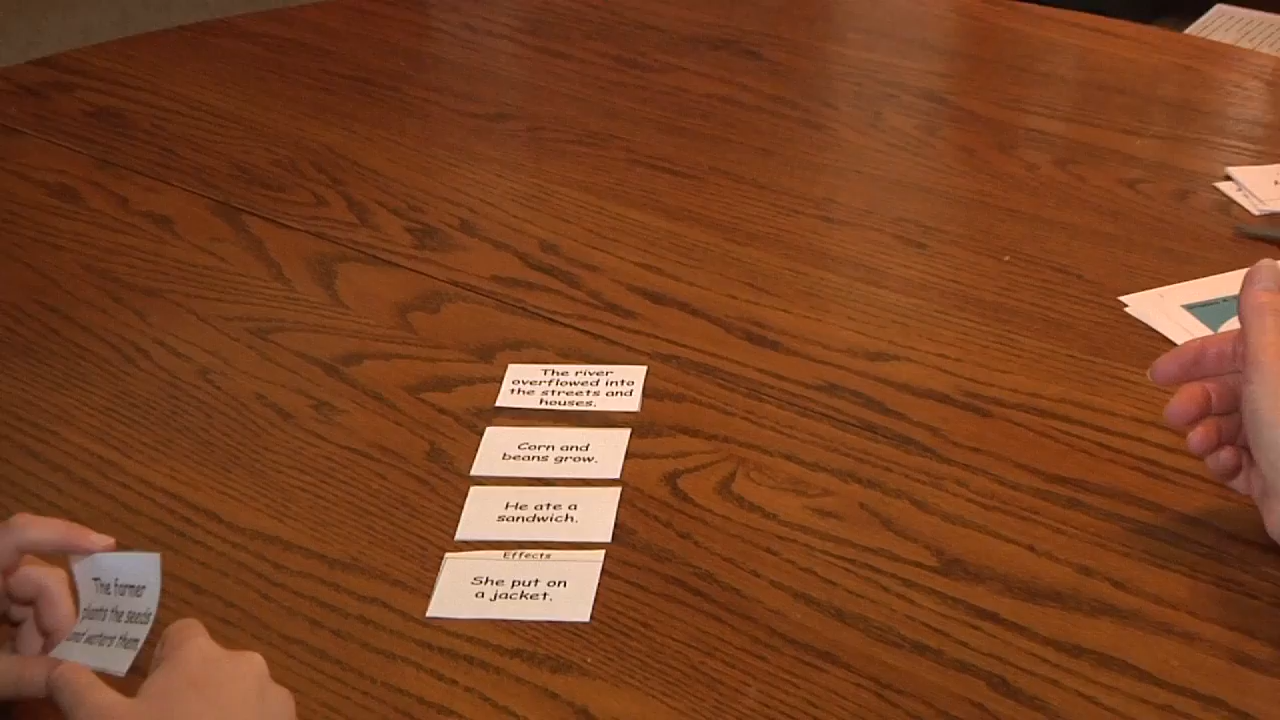 The river
overflowed into
the streets and
houses.
Corn and
beans grow.
He ate a
sandwich.
Effects
She put on
a jacket.
The farmer
plants the seeds
and waters them.